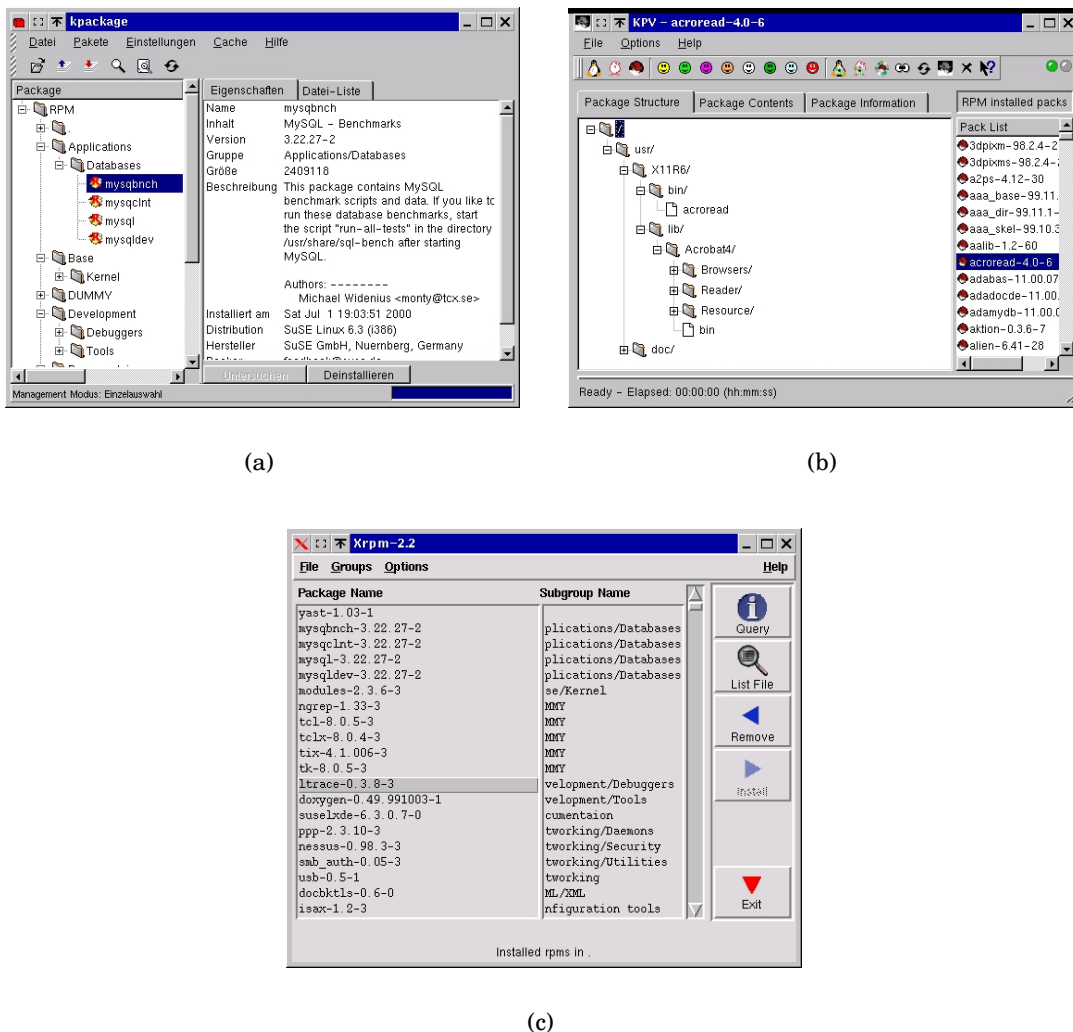 kpackage
Datei Pakete Einstellungen Cache Hilfe
Package
RPM
.
Applications
Databases
mysqbnch
mysqclnt
mysql
mysqldev
Base
Kernel
DUMMY
Development
Debuggers
Tools
Eigenschaften Datei-Liste
Name mysqbnch
Inhalt MySQL - Benchmarks
Version 3.22.27-2
Gruppe Applications/Databases
Größe 2409118
Beschreibung This package contains MySQL
benchmark scripts and data. If you like to
run these database benchmarks, start
the script "run-all-tests" in the directory
/usr/share/sql-bench after starting
MySQL.
Authors: --------
Michael Widenius <monty@tcx.se>
Installiert am Sat Jul 1 19:03:51 2000
Distribution SuSE Linux 6.3 (i386)
Hersteller SuSE GmbH, Nuernberg, Germany
Untersuchen Deinstallieren
Management Modus: Einzelauswahl
(a)
KPV - acroread-4.0-6
File Options Help
Package Structure Package Contents Package Information RPM installed packs
/
usr/
X11R6/
bin/
acroread
lib/
Acrobat4/
Browsers/
Reader/
Resource/
bin
doc/
Pack List
3dpixm-98.2.4-2
3dpixms-98.2.4-
a2ps-4.12-30
aaa_base-99.11.
aaa_dir-99.11.1-
aaa_skel-99.10.3
aalib-1.2-60
acroread-4.0-6
adabas-11.00.07
adadocde-11.00.
adamydb-11.00.0
aktion-0.3.6-7
alien-6.41-28
Ready - Elapsed: 00:00:00 (hh:mm:ss)
(b)
Xrpm-2.2
File Groups Options Help
Package Name Subgroup Name
yast-1.03-1
mysqbnch-3.22.27-2 plications/Databases
mysqclnt-3.22.27-2 plications/Databases
mysql-3.22.27-2 plications/Databases
mysqldev-3.22.27-2 plications/Databases
modules-2.3.6-3 se/Kernel
ngrep-1.33-3 MMY
tcl-8.0.5-3 MMY
tclx-8.0.4-3 MMY
tix-4.1.006-3 MMY
tk-8.0.5-3 MMY
ltrace-0.3.8-3 velopment/Debuggers
doxygen-0.49.991003-1 velopment/Tools
suselxde-6.3.0.7-0 cumentaion
ppp-2.3.10-3 tworking/Daemons
nessus-0.98.3-3 tworking/Security
smb_auth-0.05-3 tworking/Utilities
usb-0.5-1 tworking
docbktls-0.6-0 ML/XML
isax-1.2-3 nfiguration tools
Query
List File
Remove
Install
Exit
Installed rpms in .
(c)